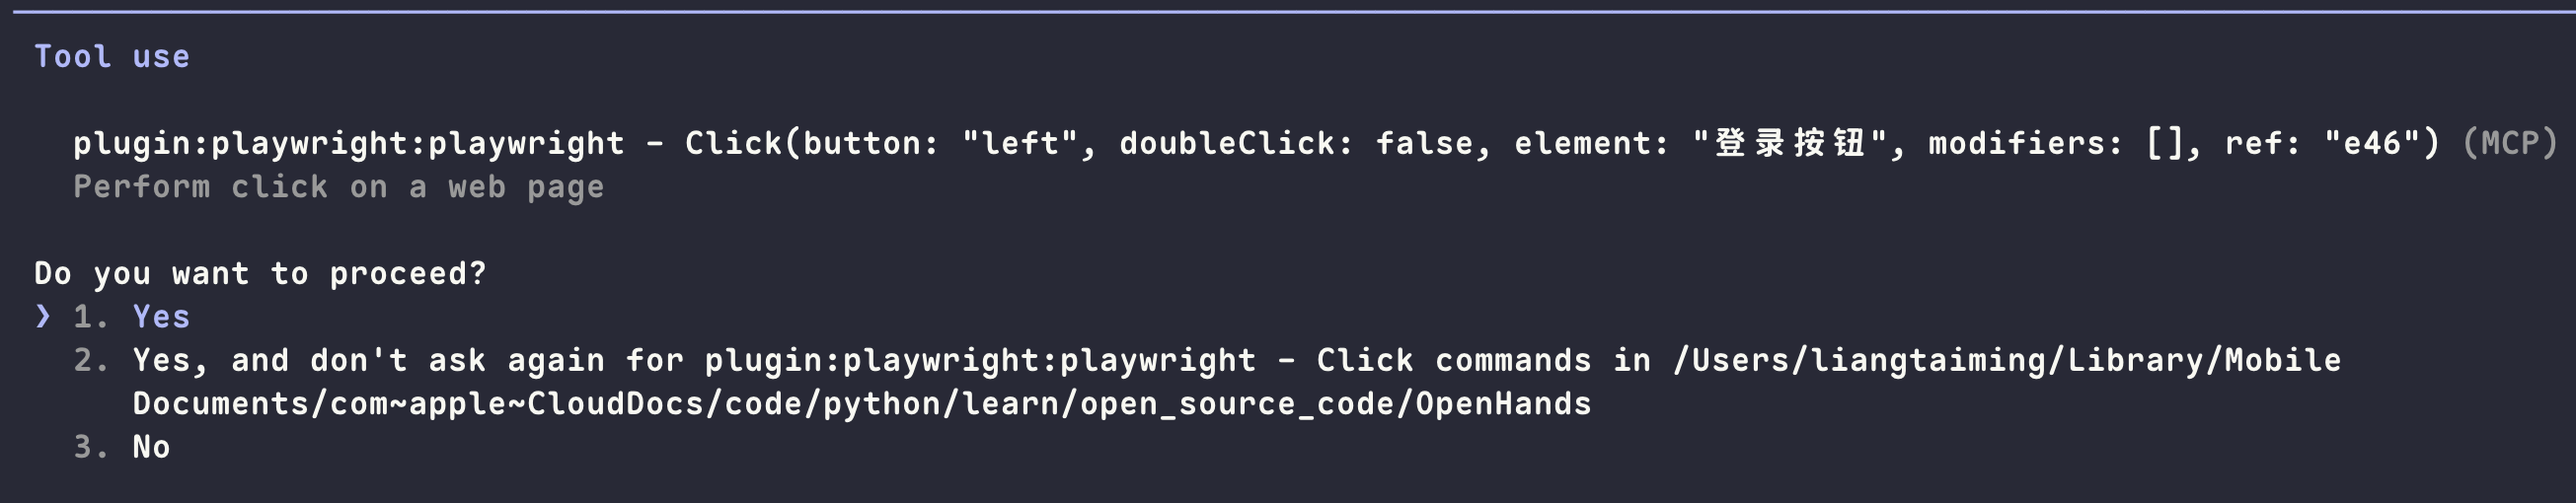 Tool use
plugin:playwright:playwright - Click(button: "left", doubleClick: false, element: "登录按钮", modifiers: [], ref: "e46") (MCP)
Perform click on a web page
Do you want to proceed?
❯ 1. Yes
2. Yes, and don't ask again for plugin:playwright:playwright - Click commands in /Users/liangtaiming/Library/Mobile
Documents/com~apple~CloudDocs/code/python/learn/open_source_code/OpenHands
3. No